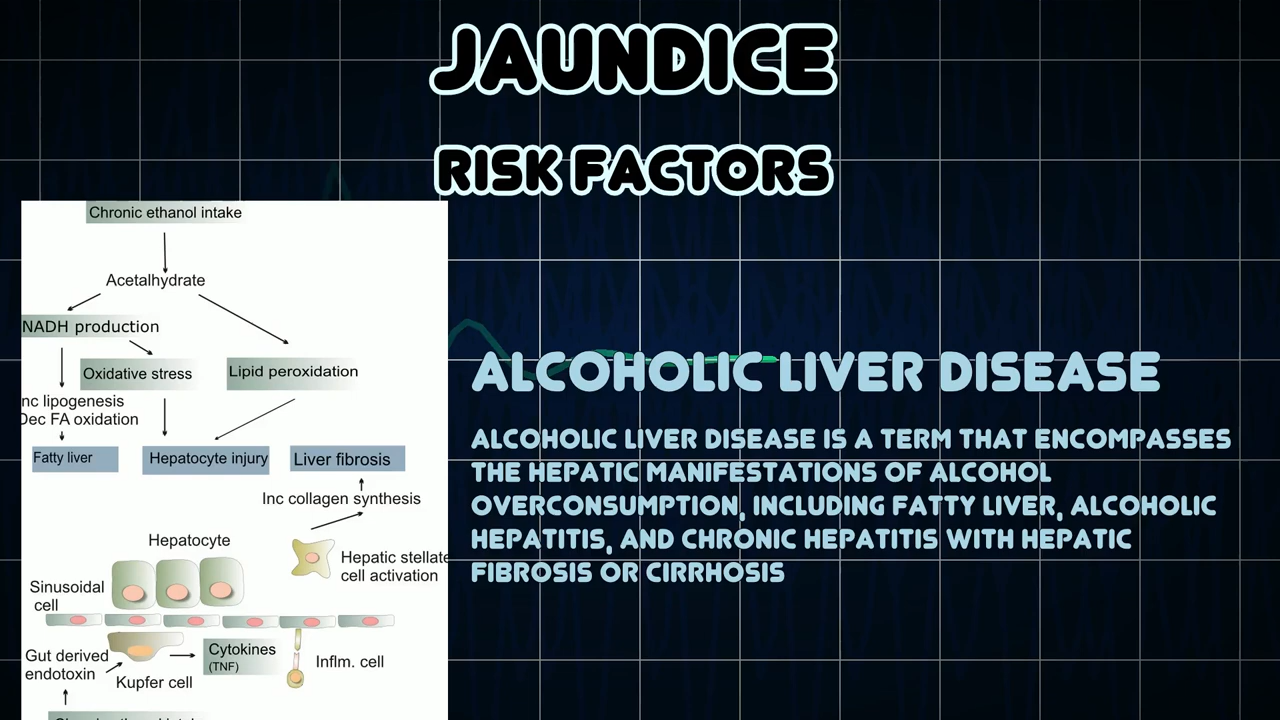 JAUNDICE
RISK FACTORS
Chronic ethanol intake
Acetalhydrate
NADH production
Oxidative stress
Lipid peroxidation
nc lipogenesis
Dec FA oxidation
Fatty liver
Hepatocyte injury
Liver fibrosis
Inc collagen synthesis
Hepatocyte
Hepatic stellate
cell activation
Sinusoidal
cell
Gut derived
endotoxin
Kupfer cell
Cytokines
(TNF)
Inflm. cell
ALCOHOLIC LIVER DISEASE
ALCOHOLIC LIVER DISEASE IS A TERM THAT ENCOMPASSES
THE HEPATIC MANIFESTATIONS OF ALCOHOL
OVERCONSUMPTION, INCLUDING FATTY LIVER, ALCOHOLIC
HEPATITIS, AND CHRONIC HEPATITIS WITH HEPATIC
FIBROSIS OR CIRRHOSIS